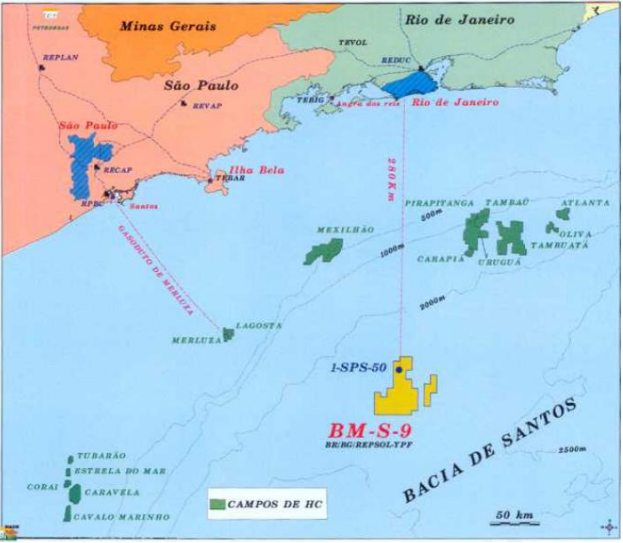 PETROBRAS
Minas Gerais
Rio de Janeiro
TEVOL
REPLAN
REDUC
São Paulo
REVAP
TEBIG
Angra dos reis
Rio de Janeiro
São Paulo
RECAP
Ilha Bela
TEBAR
RPBC
Santos
280Km
GASODUTO DE MERLUZA
PIRAPITANGA
TAMBAÚ
ATLANTA
500m
MEXILHÃO
OLIVA
1000m
TAMBUATÁ
CARAPIÁ
URUGUÁ
2000m
LAGOSTA
MERLUZA
1-SPS-50
BM-S-9
BR/BG/REPSOL-YPF
BACIA DE SANTOS
2500m
TUBARÃO
ESTRELA DO MAR
CORAI
CARAVELA
CAVALO MARINHO
CAMPOS DE HC
50 km